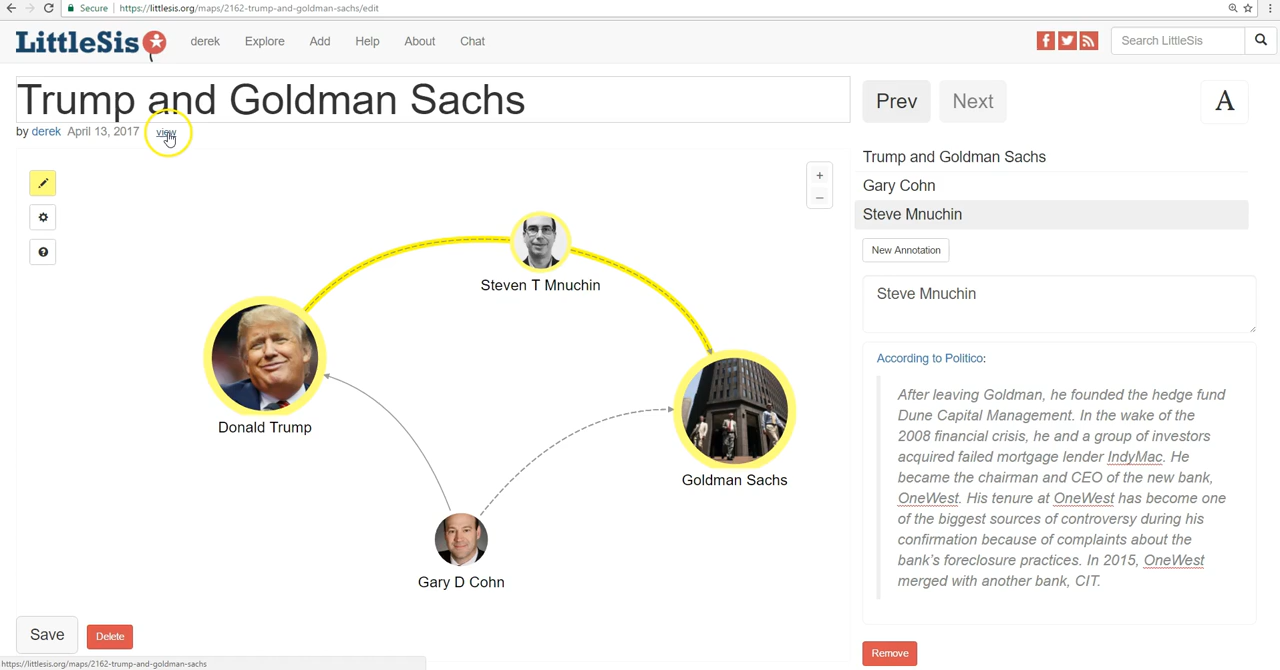 Secure https://littlesis.org/maps/2162-trump-and-goldman-sachs/edit
LittleSis derek Explore Add Help About Chat Search LittleSis
Trump and Goldman Sachs
by derek April 13, 2017 view
Steven T Mnuchin
Donald Trump
Goldman Sachs
Gary D Cohn
Save Delete
https://littlesis.org/maps/2162-trump-and-goldman-sachs
Prev Next A
Trump and Goldman Sachs
Gary Cohn
Steve Mnuchin
New Annotation
Steve Mnuchin
According to Politico:
After leaving Goldman, he founded the hedge fund
Dune Capital Management. In the wake of the
2008 financial crisis, he and a group of investors
acquired failed mortgage lender IndyMac. He
became the chairman and CEO of the new bank,
OneWest. His tenure at OneWest has become one
of the biggest sources of controversy during his
confirmation because of complaints about the
bank's foreclosure practices. In 2015, OneWest
merged with another bank, CIT.
Remove